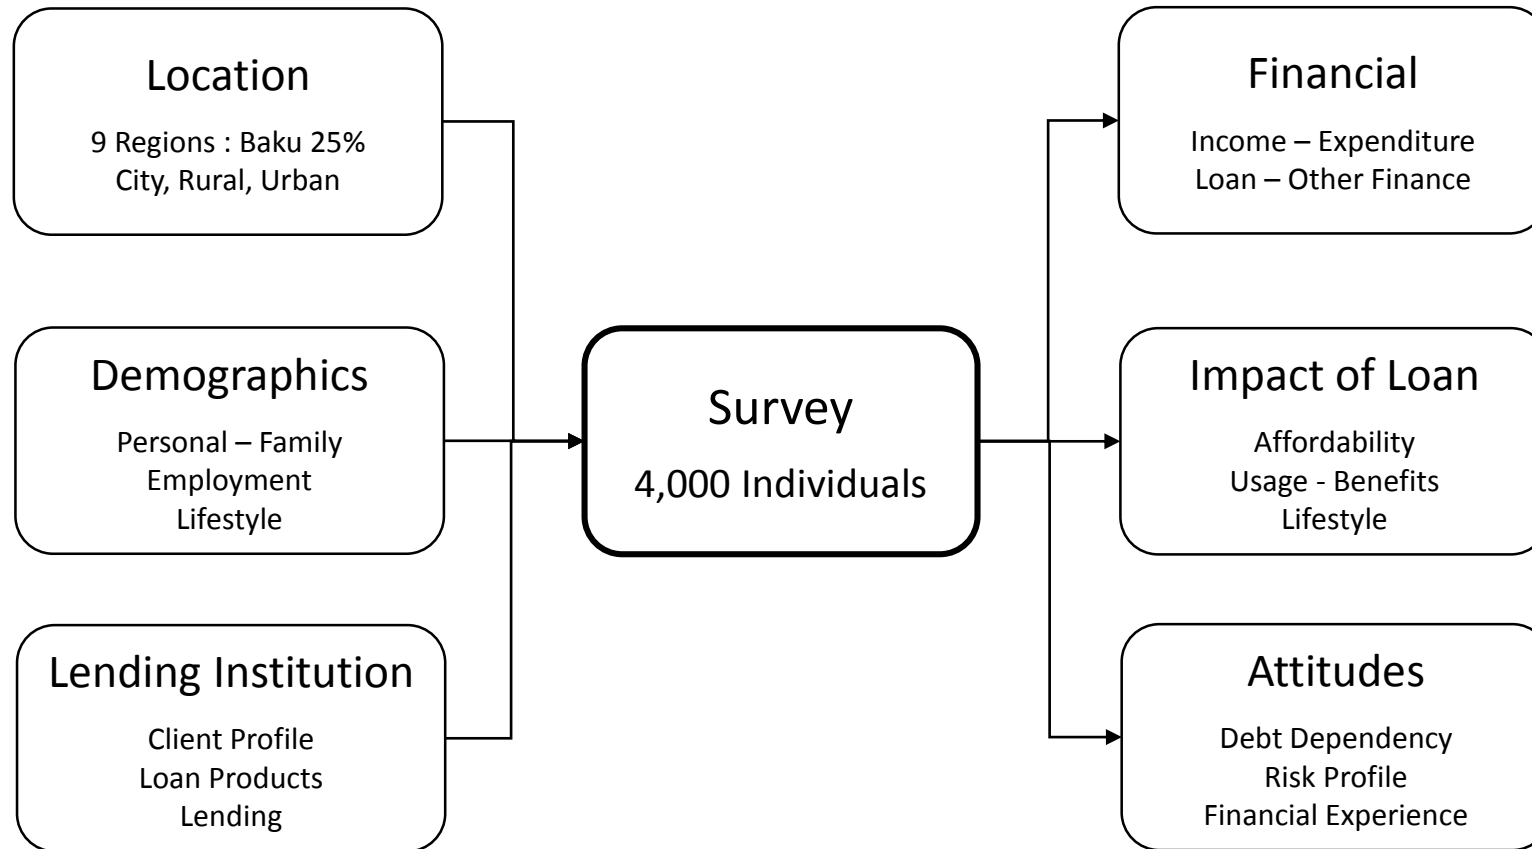 Location
9 Regions : Baku 25%
City, Rural, Urban
Demographics
Personal – Family
Employment
Lifestyle
Lending Institution
Client Profile
Loan Products
Lending
Survey
4,000 Individuals
Financial
Income – Expenditure
Loan – Other Finance
Impact of Loan
Affordability
Usage - Benefits
Lifestyle
Attitudes
Debt Dependency
Risk Profile
Financial Experience